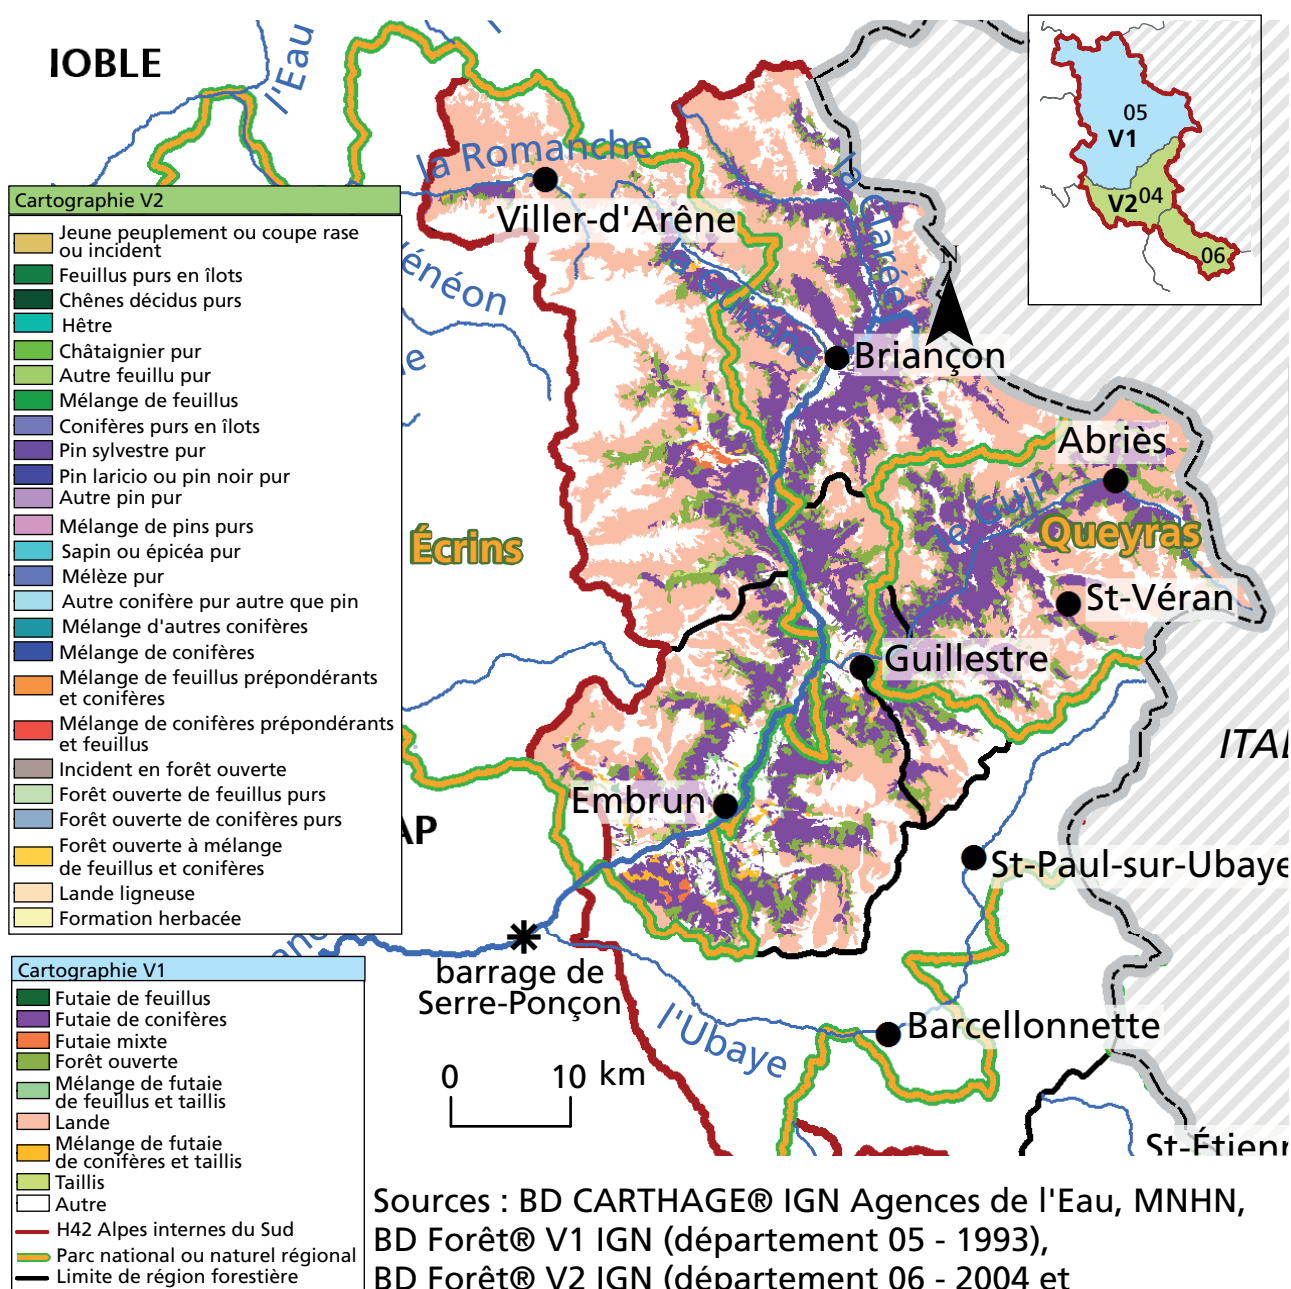 IOBLE
l'Eau
05
V1
V2
04
06
la Romanche
la Clarée
Viller-d'Arêne
la Guisane
N
Briançon
Vénéon
Abriès
le Guil
Écrins
Queyras
St-Véran
Guillestre
ITAL
Embrun
AP
St-Paul-sur-Ubaye
barrage de
Serre-Ponçon
l'Ubaye
Barcellonnette
0 10 km
St-Étienn
Cartographie V2
Jeune peuplement ou coupe rase
ou incident
Feuillus purs en îlots
Chênes décidus purs
Hêtre
Châtaignier pur
Autre feuillu pur
Mélange de feuillus
Conifères purs en îlots
Pin sylvestre pur
Pin laricio ou pin noir pur
Autre pin pur
Mélange de pins purs
Sapin ou épicéa pur
Mélèze pur
Autre conifère pur autre que pin
Mélange d'autres conifères
Mélange de conifères
Mélange de feuillus prépondérants
et conifères
Mélange de conifères prépondérants
et feuillus
Incident en forêt ouverte
Forêt ouverte de feuillus purs
Forêt ouverte de conifères purs
Forêt ouverte à mélange
de feuillus et conifères
Lande ligneuse
Formation herbacée
Cartographie V1
Futaie de feuillus
Futaie de conifères
Futaie mixte
Forêt ouverte
Mélange de futaie
de feuillus et taillis
Lande
Mélange de futaie
de conifères et taillis
Taillis
Autre
H42 Alpes internes du Sud
Parc national ou naturel régional
Limite de région forestière
Sources : BD CARTHAGE® IGN Agences de l'Eau, MNHN,
BD Forêt® V1 IGN (département 05 - 1993),
BD Forêt® V2 IGN (département 06 - 2004 et